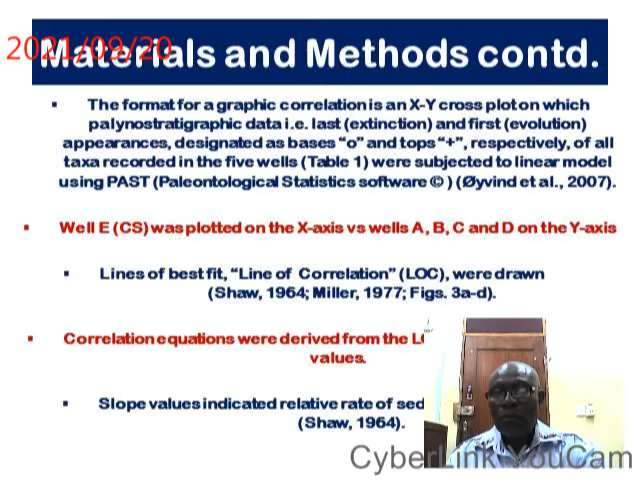 2021/09/20
Materials and Methods contd.
▪ The format for a graphic correlation is an X-Y cross plot on which
palynostratigraphic data i.e. last (extinction) and first (evolution)
appearances, designated as bases "o" and tops "+", respectively, of all
taxa recorded in the five wells (Table 1) were subjected to linear model
using PAST (Paleontological Statistics software © ) (Øyvind et al., 2007).
▪ Well E (CS) was plotted on the X-axis vs wells A, B, C and D on the Y-axis
▪ Lines of best fit, "Line of Correlation" (LOC), were drawn
(Shaw, 1964; Miller, 1977; Figs. 3a-d).
▪ Correlation equations were derived from the
values.
▪ Slope values indicated relative rate of sed
(Shaw, 1964).
CyberLink YouCam